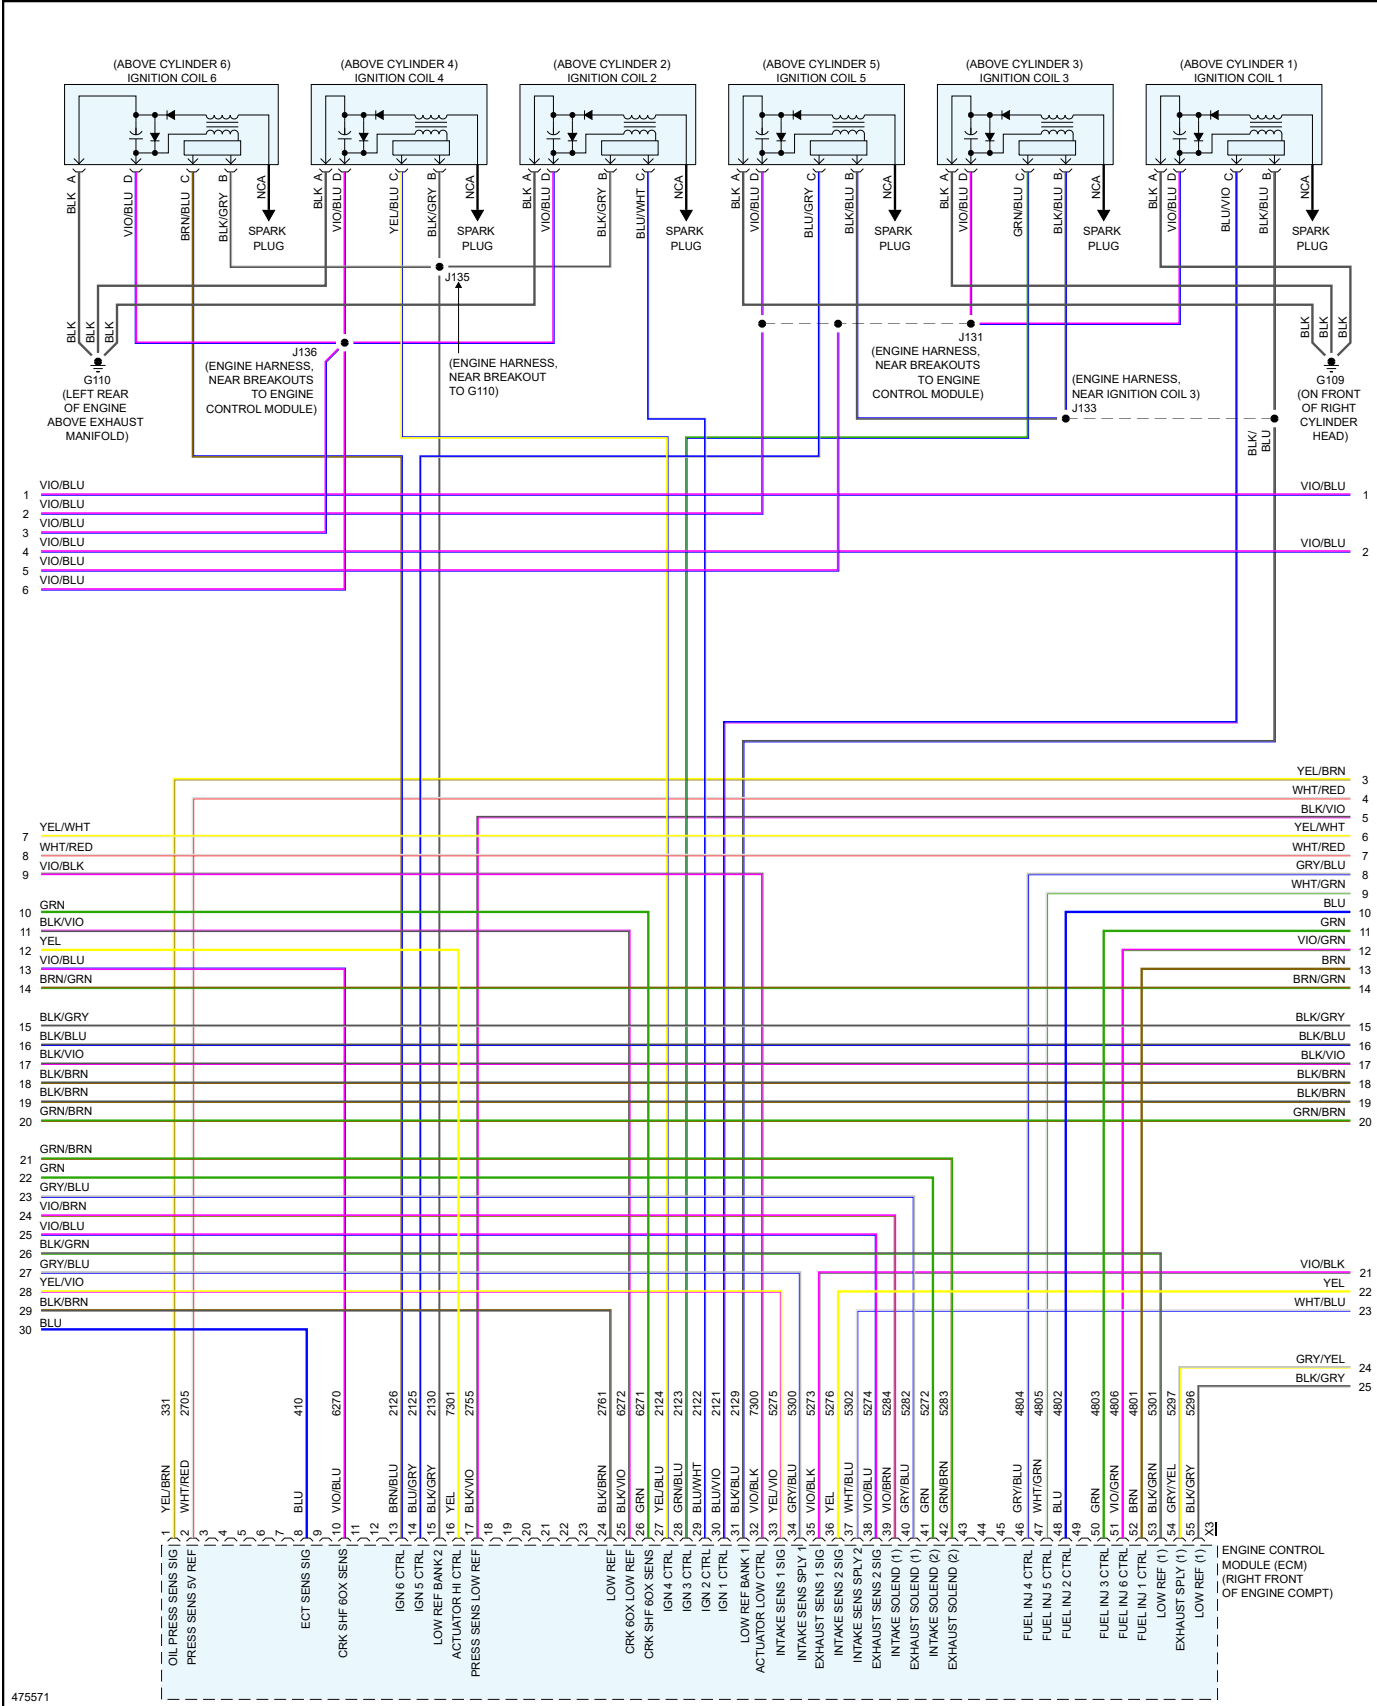 (ABOVE CYLINDER 6)
IGNITION COIL 6
(ABOVE CYLINDER 4)
IGNITION COIL 4
(ABOVE CYLINDER 2)
IGNITION COIL 2
(ABOVE CYLINDER 5)
IGNITION COIL 5
(ABOVE CYLINDER 3)
IGNITION COIL 3
(ABOVE CYLINDER 1)
IGNITION COIL 1
A D C B
BLK VIO/BLU BRN/BLU BLK/GRY NCA
SPARK
PLUG
A D C B
BLK VIO/BLU YEL/BLU BLK/GRY NCA
SPARK
PLUG
A D B C
BLK VIO/BLU BLK/GRY BLU/WHT NCA
SPARK
PLUG
A D C B
BLK VIO/BLU BLU/GRY BLK/BLU NCA
SPARK
PLUG
A D C B
BLK VIO/BLU GRN/BLU BLK/BLU NCA
SPARK
PLUG
A D C B
BLK VIO/BLU BLU/VIO BLK/BLU NCA
SPARK
PLUG
J135
(ENGINE HARNESS,
NEAR BREAKOUT
TO G110)
BLK BLK BLK
G110
(LEFT REAR
OF ENGINE
ABOVE EXHAUST
MANIFOLD)
J136
(ENGINE HARNESS,
NEAR BREAKOUTS
TO ENGINE
CONTROL MODULE)
J131
(ENGINE HARNESS,
NEAR BREAKOUTS
TO ENGINE
CONTROL MODULE)
(ENGINE HARNESS,
NEAR IGNITION COIL 3)
J133
BLK BLK BLK
G109
(ON FRONT
OF RIGHT
CYLINDER
HEAD)
BLK/
BLU
1 VIO/BLU
2 VIO/BLU
3 VIO/BLU
4 VIO/BLU
5 VIO/BLU
6 VIO/BLU
VIO/BLU 1
VIO/BLU 2
7 YEL/WHT
8 WHT/RED
9 VIO/BLK
10 GRN
11 BLK/VIO
12 YEL
13 VIO/BLU
14 BRN/GRN
15 BLK/GRY
16 BLK/BLU
17 BLK/VIO
18 BLK/BRN
19 BLK/BRN
20 GRN/BRN
21 GRN/BRN
22 GRN
23 GRY/BLU
24 VIO/BRN
25 VIO/BLU
26 BLK/GRN
27 GRY/BLU
28 YEL/VIO
29 BLK/BRN
30 BLU
YEL/BRN 3
WHT/RED 4
BLK/VIO 5
YEL/WHT 6
WHT/RED 7
GRY/BLU 8
WHT/GRN 9
BLU 10
GRN 11
VIO/GRN 12
BRN 13
BRN/GRN 14
BLK/GRY 15
BLK/BLU 16
BLK/VIO 17
BLK/BRN 18
BLK/BRN 19
GRN/BRN 20
VIO/BLK 21
YEL 22
WHT/BLU 23
GRY/YEL 24
BLK/GRY 25
331 YEL/BRN 1 OIL PRESS SENS SIG
2705 WHT/RED 2 PRESS SENS 5V REF
3
4
5
6
7
410 BLU 8 ECT SENS SIG
9
6270 VIO/BLU 10 CRK SHF 6OX SENS
11
12
2126 BRN/BLU 13 IGN 6 CTRL
2125 BLU/GRY 14 IGN 5 CTRL
2130 BLK/GRY 15 LOW REF BANK 2
7301 YEL 16 ACTUATOR HI CTRL
2755 BLK/VIO 17 PRESS SENS LOW REF
18
19
20
21
22
23
2761 BLK/BRN 24 LOW REF
6272 BLK/VIO 25 CRK 6OX LOW REF
6271 GRN 26 CRK SHF 6OX SENS
2124 YEL/BLU 27 IGN 4 CTRL
2123 GRN/BLU 28 IGN 3 CTRL
2122 BLU/WHT 29 IGN 2 CTRL
2121 BLU/VIO 30 IGN 1 CTRL
2129 BLK/BLU 31 LOW REF BANK 1
7300 VIO/BLK 32 ACTUATOR LOW CTRL
5275 YEL/VIO 33 INTAKE SENS 1 SIG
5300 GRY/BLU 34 INTAKE SENS SPLY 1
5273 VIO/BLK 35 EXHAUST SENS 1 SIG
5276 YEL 36 INTAKE SENS 2 SIG
5302 WHT/BLU 37 INTAKE SENS SPLY 2
5274 VIO/BLU 38 EXHAUST SENS 2 SIG
5284 VIO/BRN 39 INTAKE SOLEND (1)
5282 GRY/BLU 40 EXHAUST SOLEND (1)
5272 GRN 41 INTAKE SOLEND (2)
5283 GRN/BRN 42 EXHAUST SOLEND (2)
43
44
45
4804 GRY/BLU 46 FUEL INJ 4 CTRL
4805 WHT/GRN 47 FUEL INJ 5 CTRL
4802 BLU 48 FUEL INJ 2 CTRL
49
4803 GRN 50 FUEL INJ 3 CTRL
4806 VIO/GRN 51 FUEL INJ 6 CTRL
4801 BRN 52 FUEL INJ 1 CTRL
5301 BLK/GRN 53 LOW REF (1)
5297 GRY/YEL 54 EXHAUST SPLY (1)
5296 BLK/GRY 55 LOW REF (1)
X3
ENGINE CONTROL
MODULE (ECM)
(RIGHT FRONT
OF ENGINE COMPT)
475571